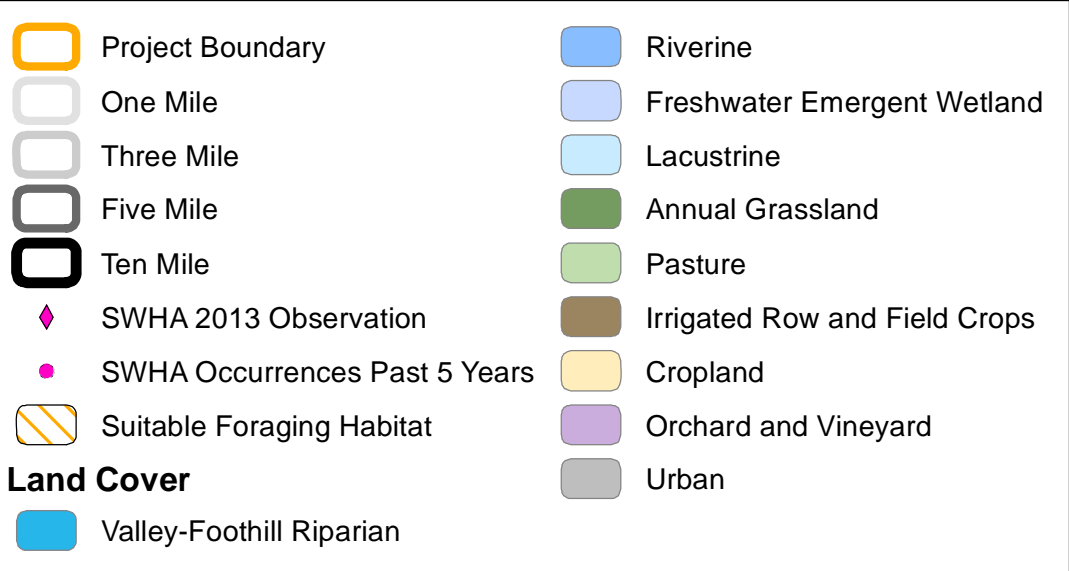 Project Boundary
One Mile
Three Mile
Five Mile
Ten Mile
SWHA 2013 Observation
SWHA Occurrences Past 5 Years
Suitable Foraging Habitat
Land Cover
Valley-Foothill Riparian
Riverine
Freshwater Emergent Wetland
Lacustrine
Annual Grassland
Pasture
Irrigated Row and Field Crops
Cropland
Orchard and Vineyard
Urban